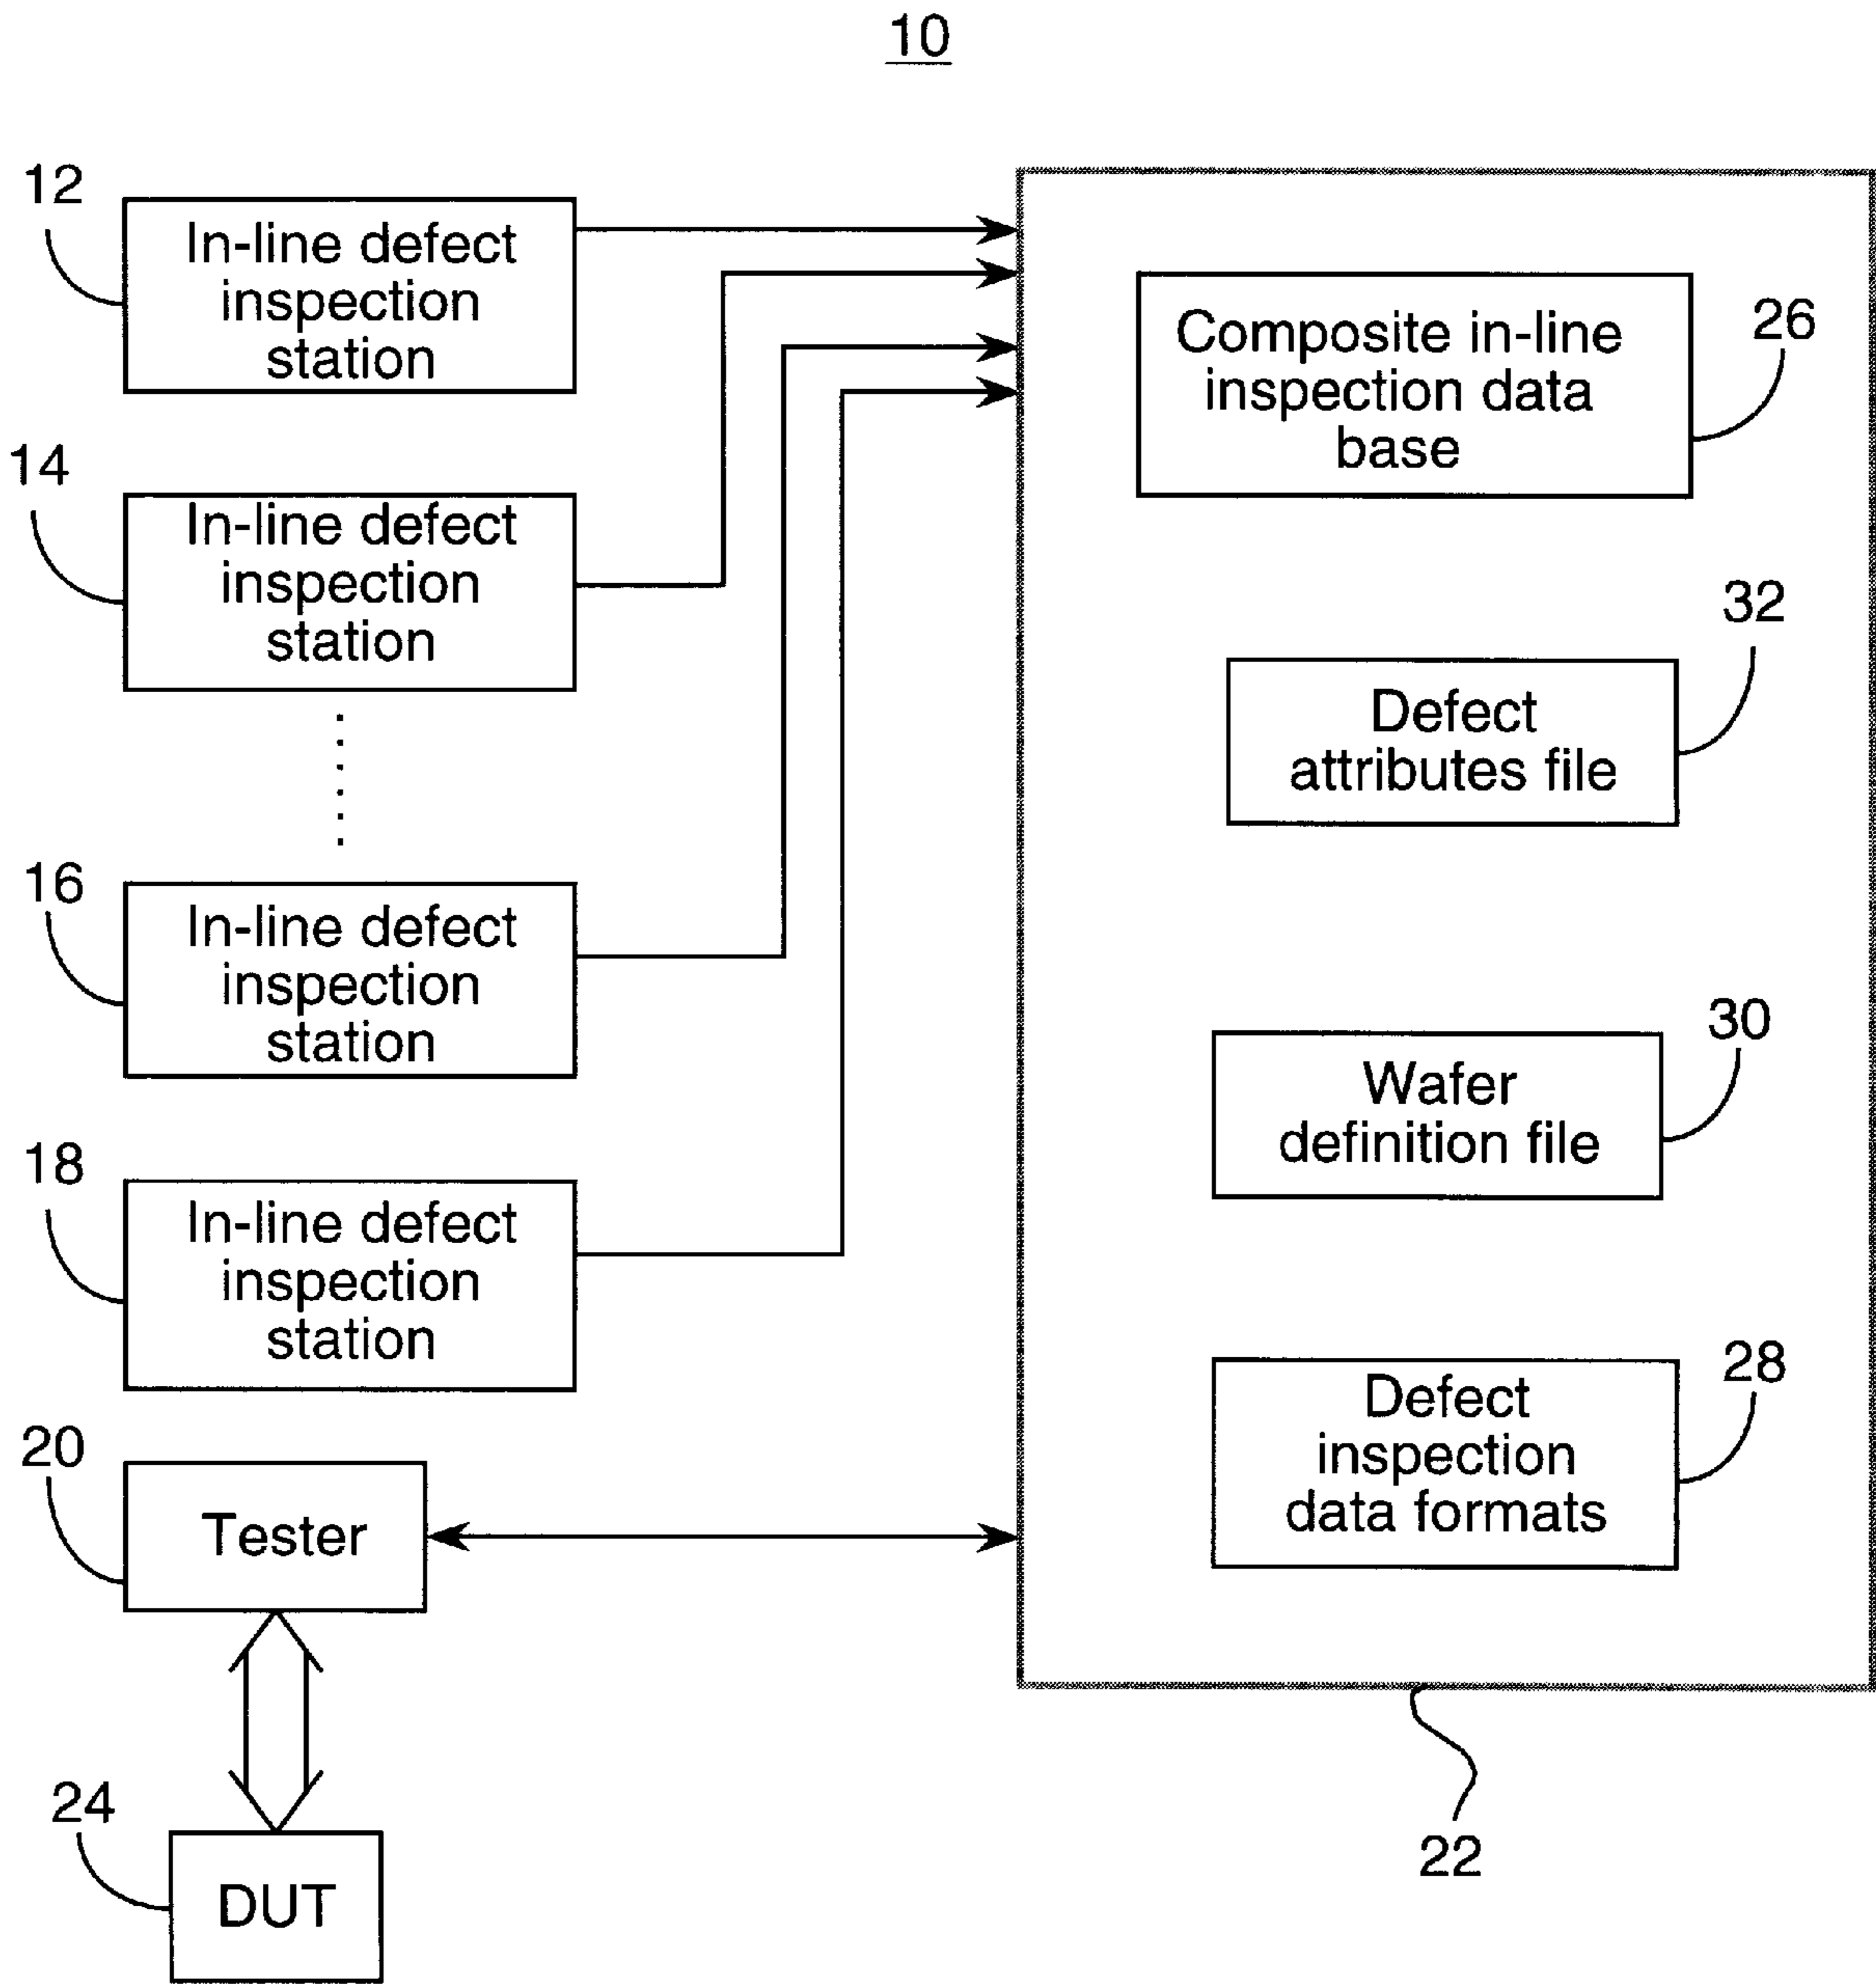 10
12
In-line defect
inspection
station
14
In-line defect
inspection
station
16
In-line defect
inspection
station
18
In-line defect
inspection
station
20
Tester
24
DUT
Composite in-line
inspection data
base
26
Defect
attributes file
32
Wafer
definition file
30
Defect
inspection
data formats
28
22